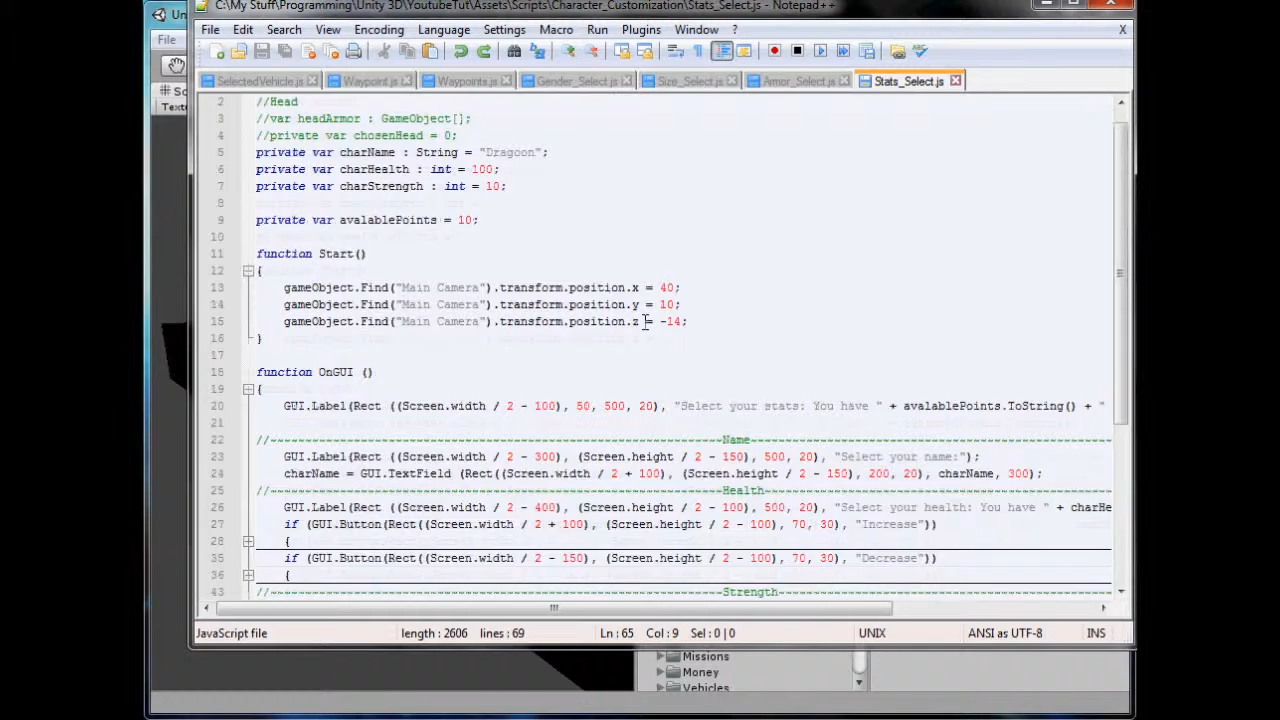 C:\My Stuff\Programming\Unity 3D\YoutubeTut\Assets\Scripts\Character_Customization\Stats_Select.js - Notepad++
Un
File
File Edit Search View Encoding Language Settings Macro Run Plugins Window ? X
SelectedVehicle.js Waypoint.js Waypoints.js Gender_Select.js Size_Select.js Armor_Select.js Stats_Select.js
Sc
Textu
2 //Head
3 //var headArmor : GameObject[];
4 //private var chosenHead = 0;
5 private var charName : String = "Dragoon";
6 private var charHealth : int = 100;
7 private var charStrength : int = 10;
8
9 private var avalablePoints = 10;
10
11 function Start()
12 {
13 gameObject.Find("Main Camera").transform.position.x = 40;
14 gameObject.Find("Main Camera").transform.position.y = 10;
15 gameObject.Find("Main Camera").transform.position.z = -14;
16 }
17
18 function OnGUI ()
19 {
20 GUI.Label(Rect ((Screen.width / 2 - 100), 50, 500, 20), "Select your stats: You have " + avalablePoints.ToString() + "
21
22 //~~~~~~~~~~~~~~~~~~~~~~~~~~~~~~~~~~~~~~~~~~~~~~~~~~Name~~~~~~~~~~~~~~~~~~~~~~~~~~~~~~~~~~~~~~~~~~~~~~~~~~
23 GUI.Label(Rect ((Screen.width / 2 - 300), (Screen.height / 2 - 150), 500, 20), "Select your name:");
24 charName = GUI.TextField (Rect((Screen.width / 2 + 100), (Screen.height / 2 - 150), 200, 20), charName, 300);
25 //~~~~~~~~~~~~~~~~~~~~~~~~~~~~~~~~~~~~~~~~~~~~~~~~~~Health~~~~~~~~~~~~~~~~~~~~~~~~~~~~~~~~~~~~~~~~~~~~~~~~~~
26 GUI.Label(Rect ((Screen.width / 2 - 400), (Screen.height / 2 - 100), 500, 20), "Select your health: You have " + charHe
27 if (GUI.Button(Rect((Screen.width / 2 + 100), (Screen.height / 2 - 100), 70, 30), "Increase"))
28 {
35 if (GUI.Button(Rect((Screen.width / 2 - 150), (Screen.height / 2 - 100), 70, 30), "Decrease"))
36 {
43 //~~~~~~~~~~~~~~~~~~~~~~~~~~~~~~~~~~~~~~~~~~~~~~~~~~Strength~~~~~~~~~~~~~~~~~~~~~~~~~~~~~~~~~~~~~~~~~~~~~~~~~~
JavaScript file length : 2606 lines : 69 Ln : 65 Col : 9 Sel : 0 | 0 UNIX ANSI as UTF-8 INS
Missions
Money
Vehicles